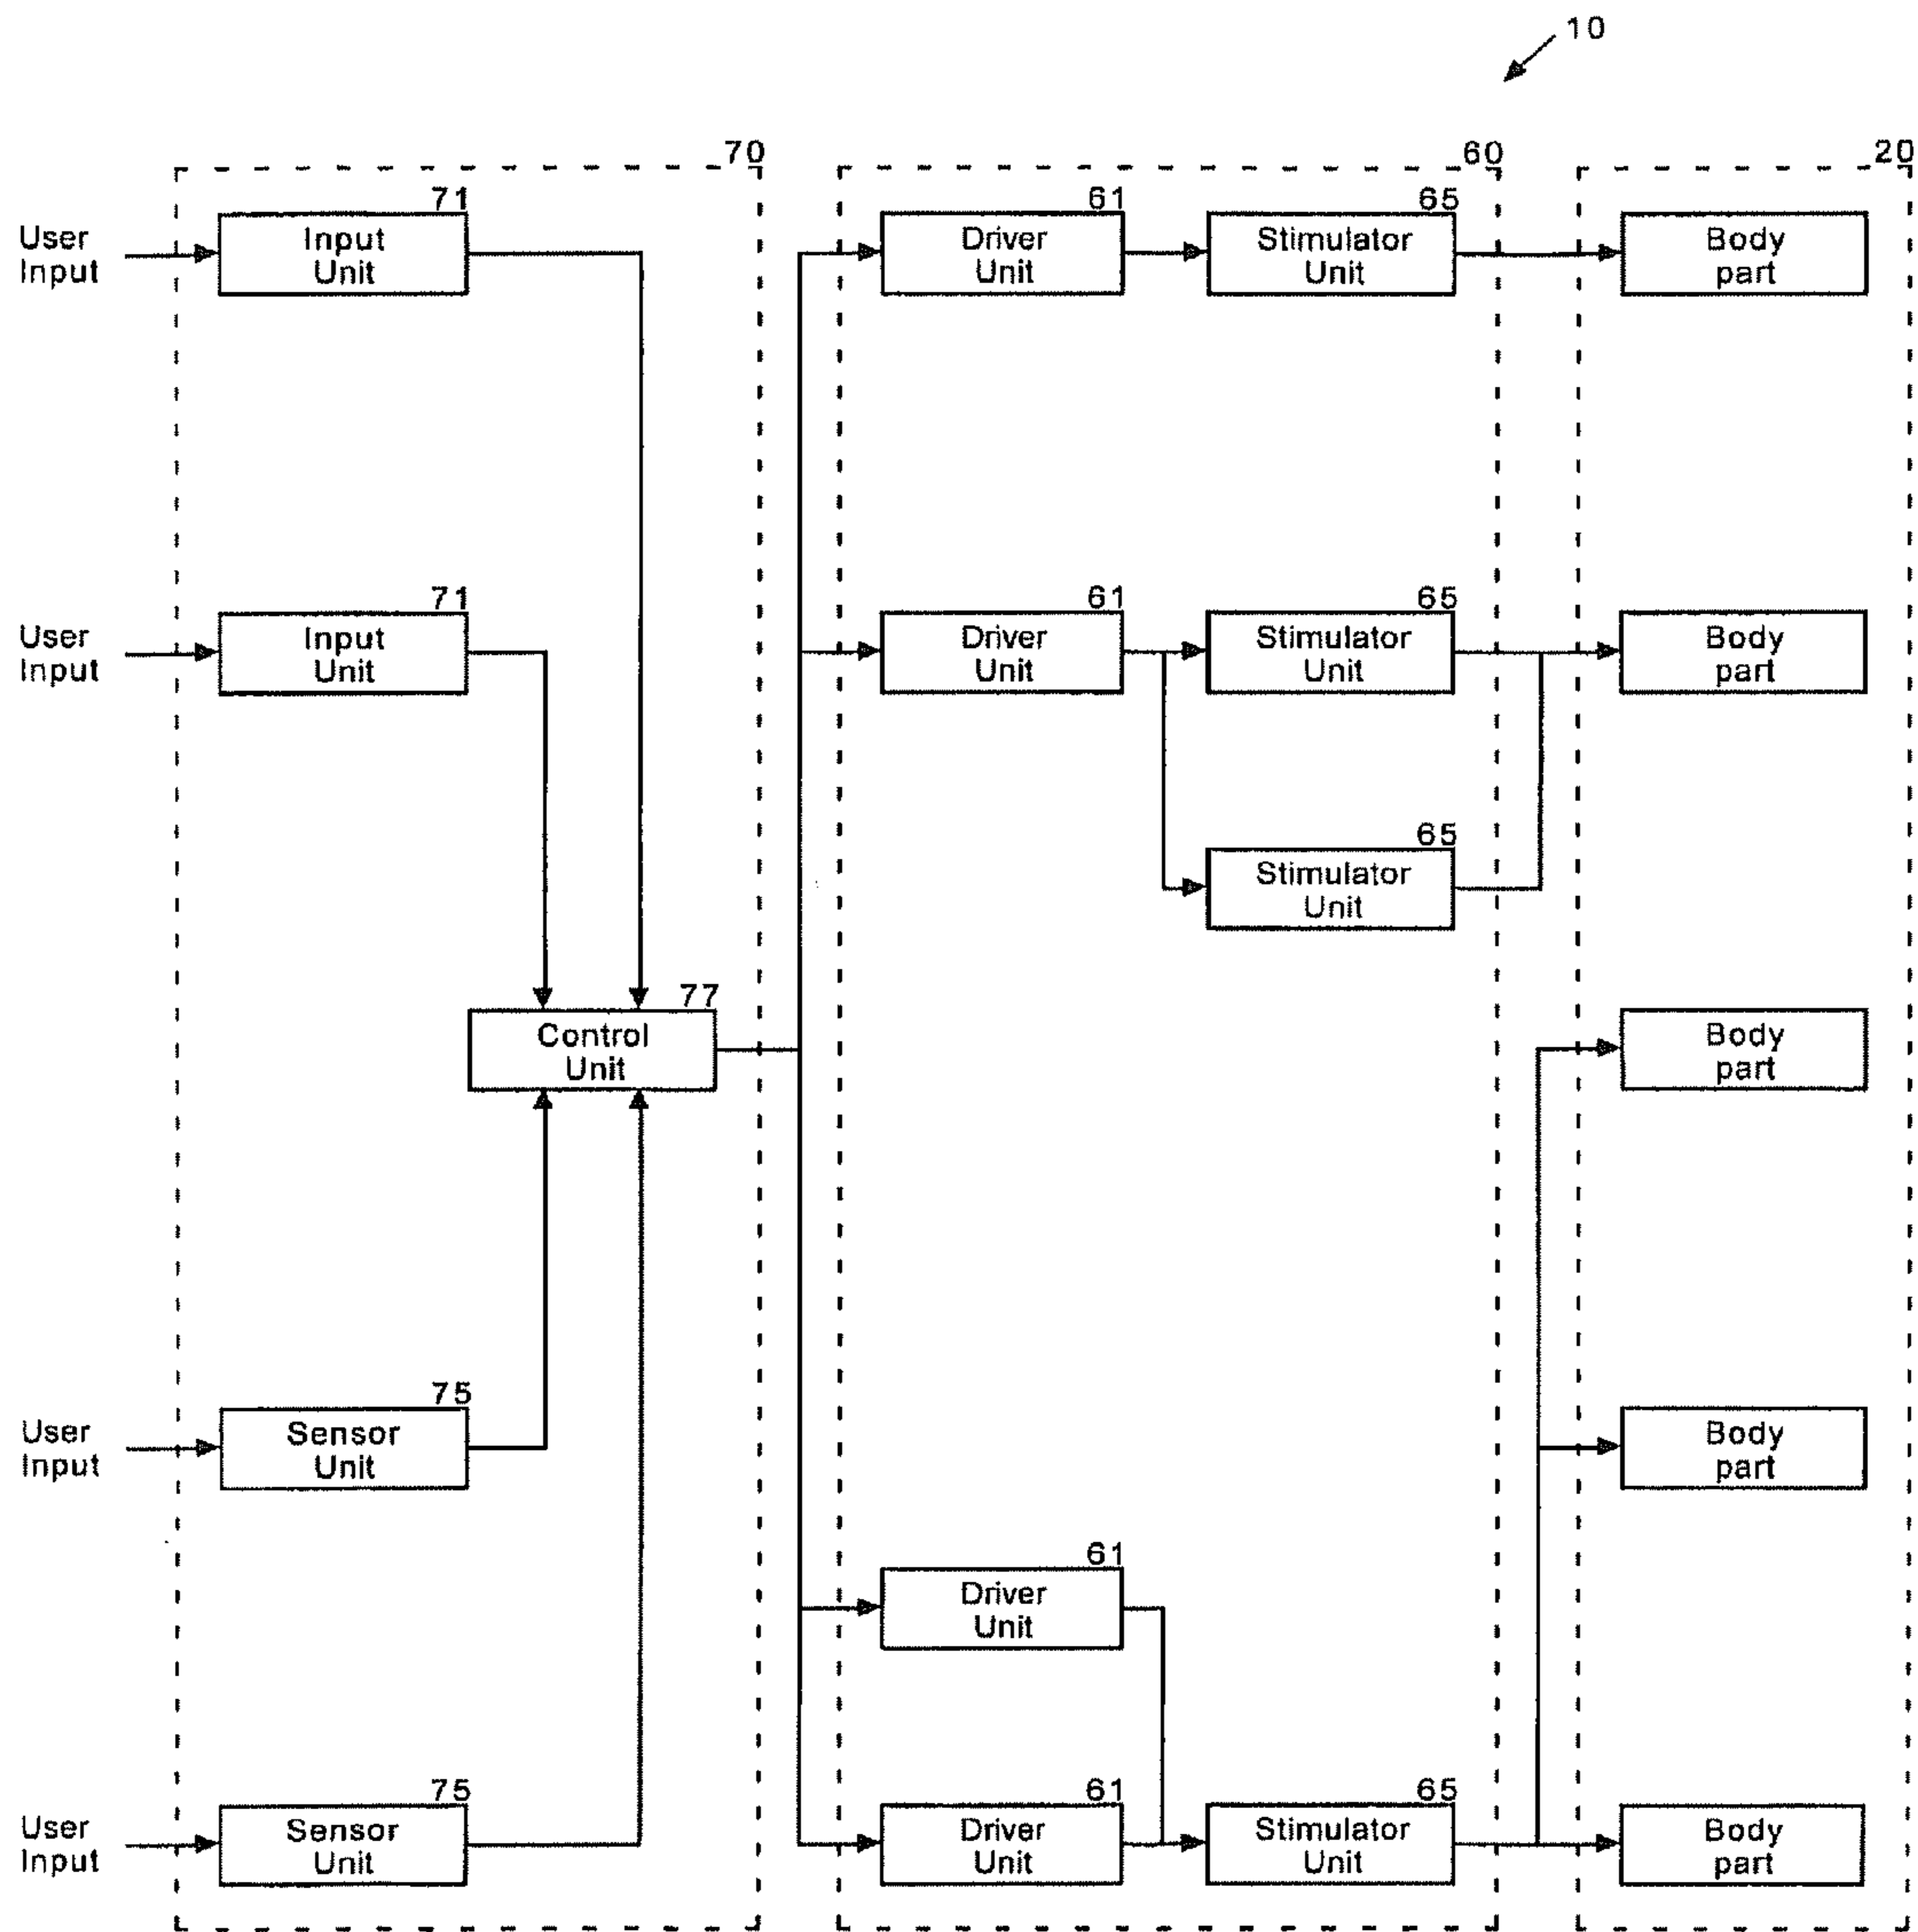 10
70
60
20
71
61
65
User
Input
Input
Unit
Driver
Unit
Stimulator
Unit
Body
part
71
61
65
User
Input
Input
Unit
Driver
Unit
Stimulator
Unit
Body
part
65
Stimulator
Unit
77
Control
Unit
Body
part
75
User
Input
Sensor
Unit
Body
part
61
Driver
Unit
75
61
65
User
Input
Sensor
Unit
Driver
Unit
Stimulator
Unit
Body
part